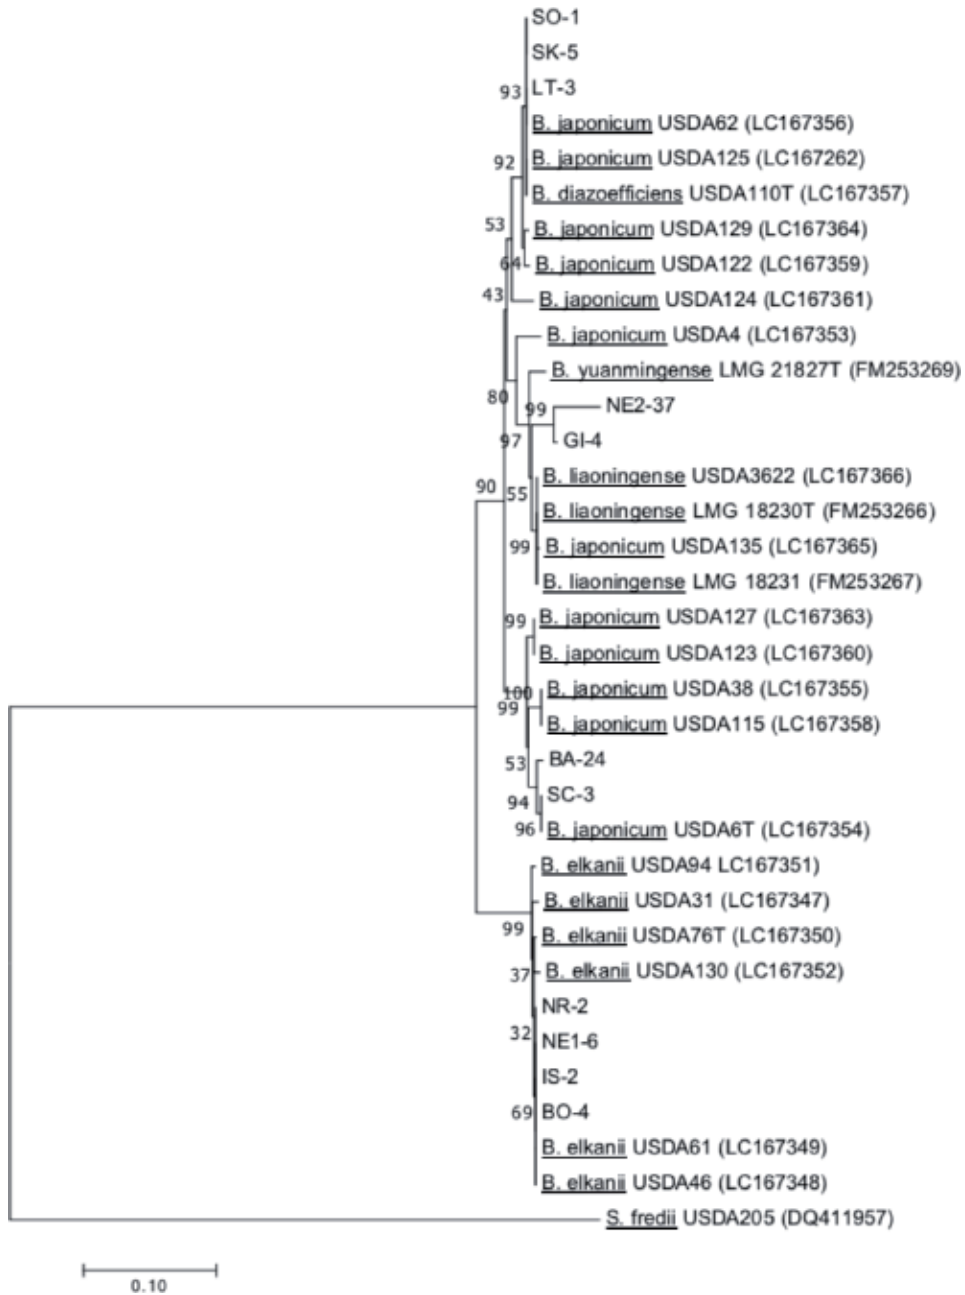 SO-1
SK-5
93 LT-3
B. japonicum USDA62 (LC167356)
92 B. japonicum USDA125 (LC167262)
B. diazoefficiens USDA110T (LC167357)
53 B. japonicum USDA129 (LC167364)
64 B. japonicum USDA122 (LC167359)
43 B. japonicum USDA124 (LC167361)
B. japonicum USDA4 (LC167353)
B. yuanmingense LMG 21827T (FM253269)
80 99 NE2-37
97 GI-4
B. liaoningense USDA3622 (LC167366)
90 55 B. liaoningense LMG 18230T (FM253266)
99 B. japonicum USDA135 (LC167365)
B. liaoningense LMG 18231 (FM253267)
99 B. japonicum USDA127 (LC167363)
B. japonicum USDA123 (LC167360)
100 B. japonicum USDA38 (LC167355)
99 B. japonicum USDA115 (LC167358)
53 BA-24
94 SC-3
96 B. japonicum USDA6T (LC167354)
B. elkanii USDA94 LC167351)
B. elkanii USDA31 (LC167347)
99 B. elkanii USDA76T (LC167350)
37 B. elkanii USDA130 (LC167352)
NR-2
32 NE1-6
IS-2
69 BO-4
B. elkanii USDA61 (LC167349)
B. elkanii USDA46 (LC167348)
S. fredii USDA205 (DQ411957)
0.10